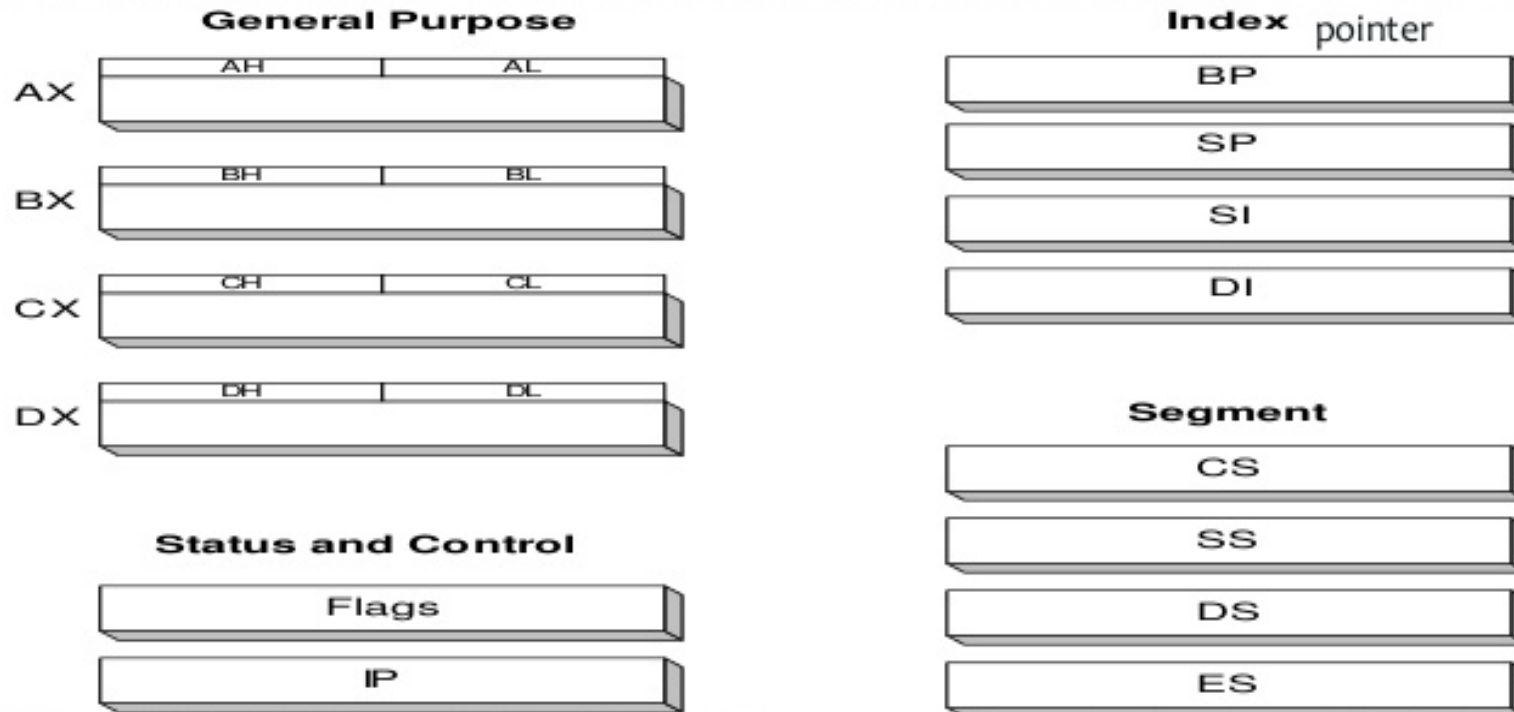 General Purpose
AH AL
AX
BH BL
BX
CH CL
CX
DH DL
DX
Status and Control
Flags
IP
Index pointer
BP
SP
SI
DI
Segment
CS
SS
DS
ES